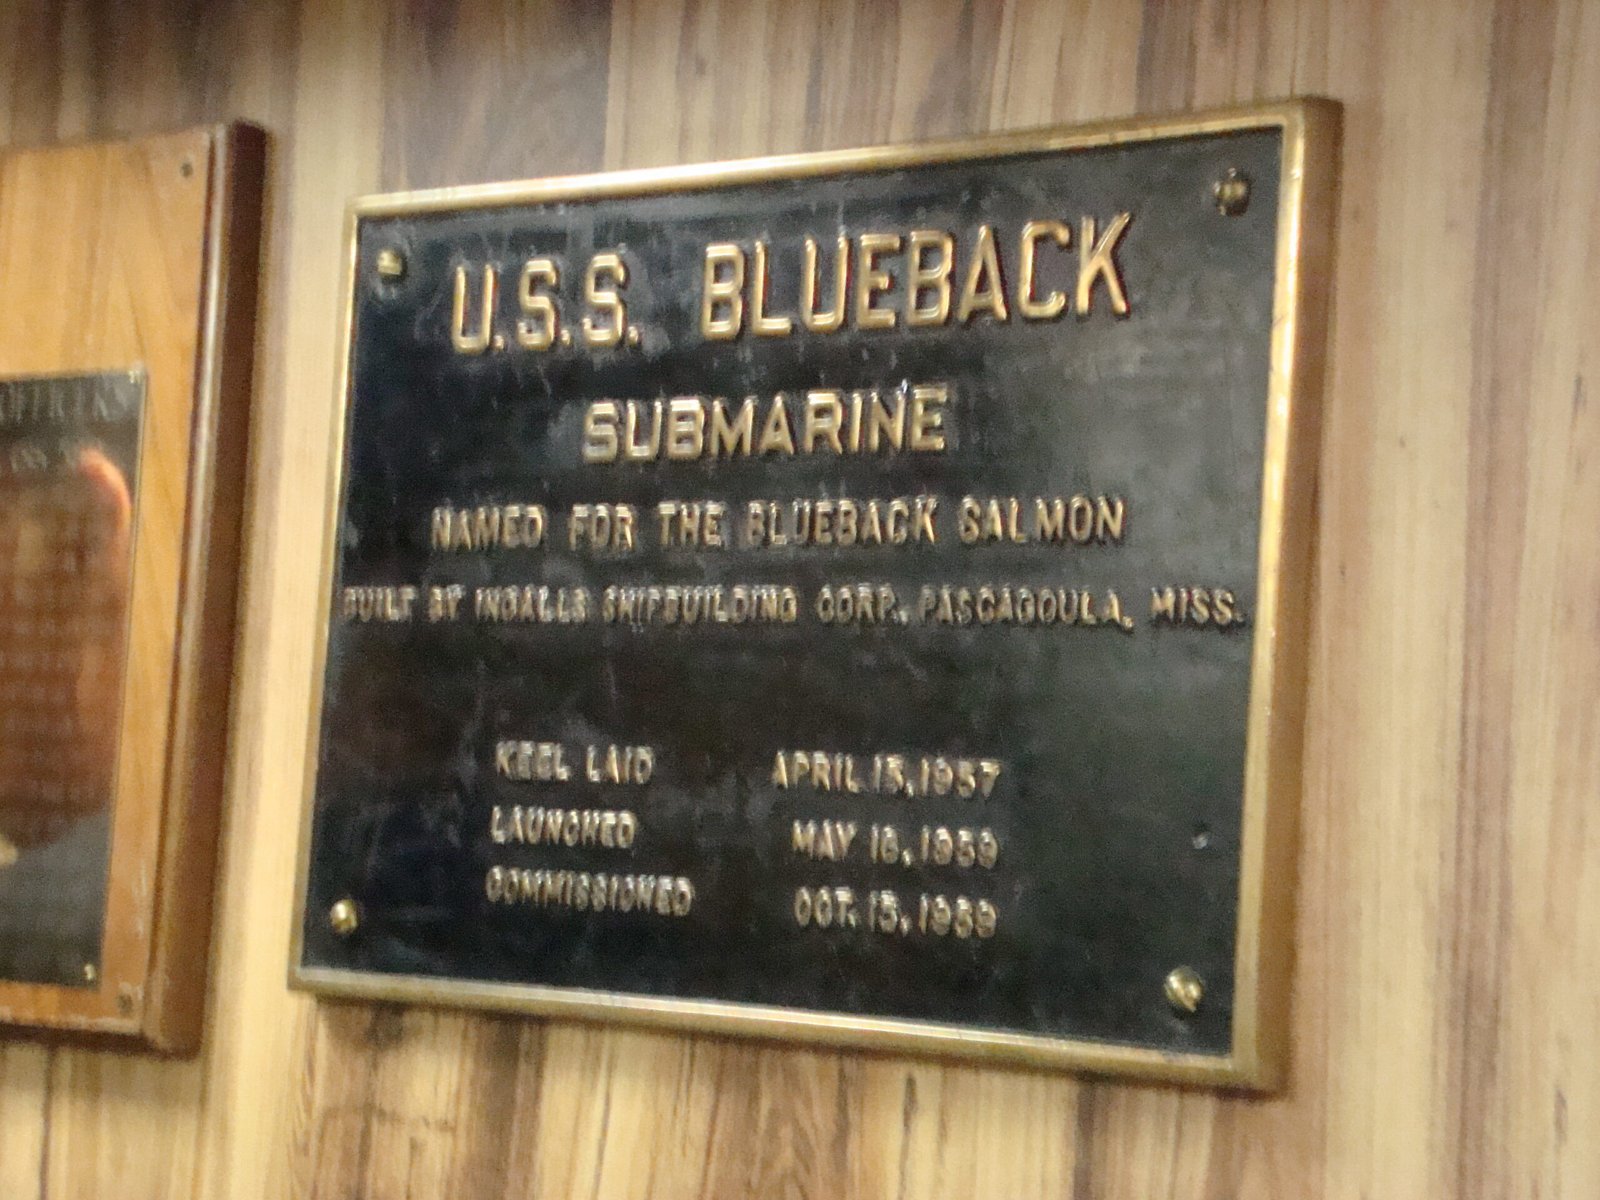 U.S.S. BLUEBACK
SUBMARINE
NAMED FOR THE BLUEBACK SALMON
BUILT BY INGALLS SHIPBUILDING CORP. PASCAGOULA, MISS.
KEEL LAID APRIL 15, 1957
LAUNCHED MAY 16, 1959
COMMISSIONED OCT. 15, 1959